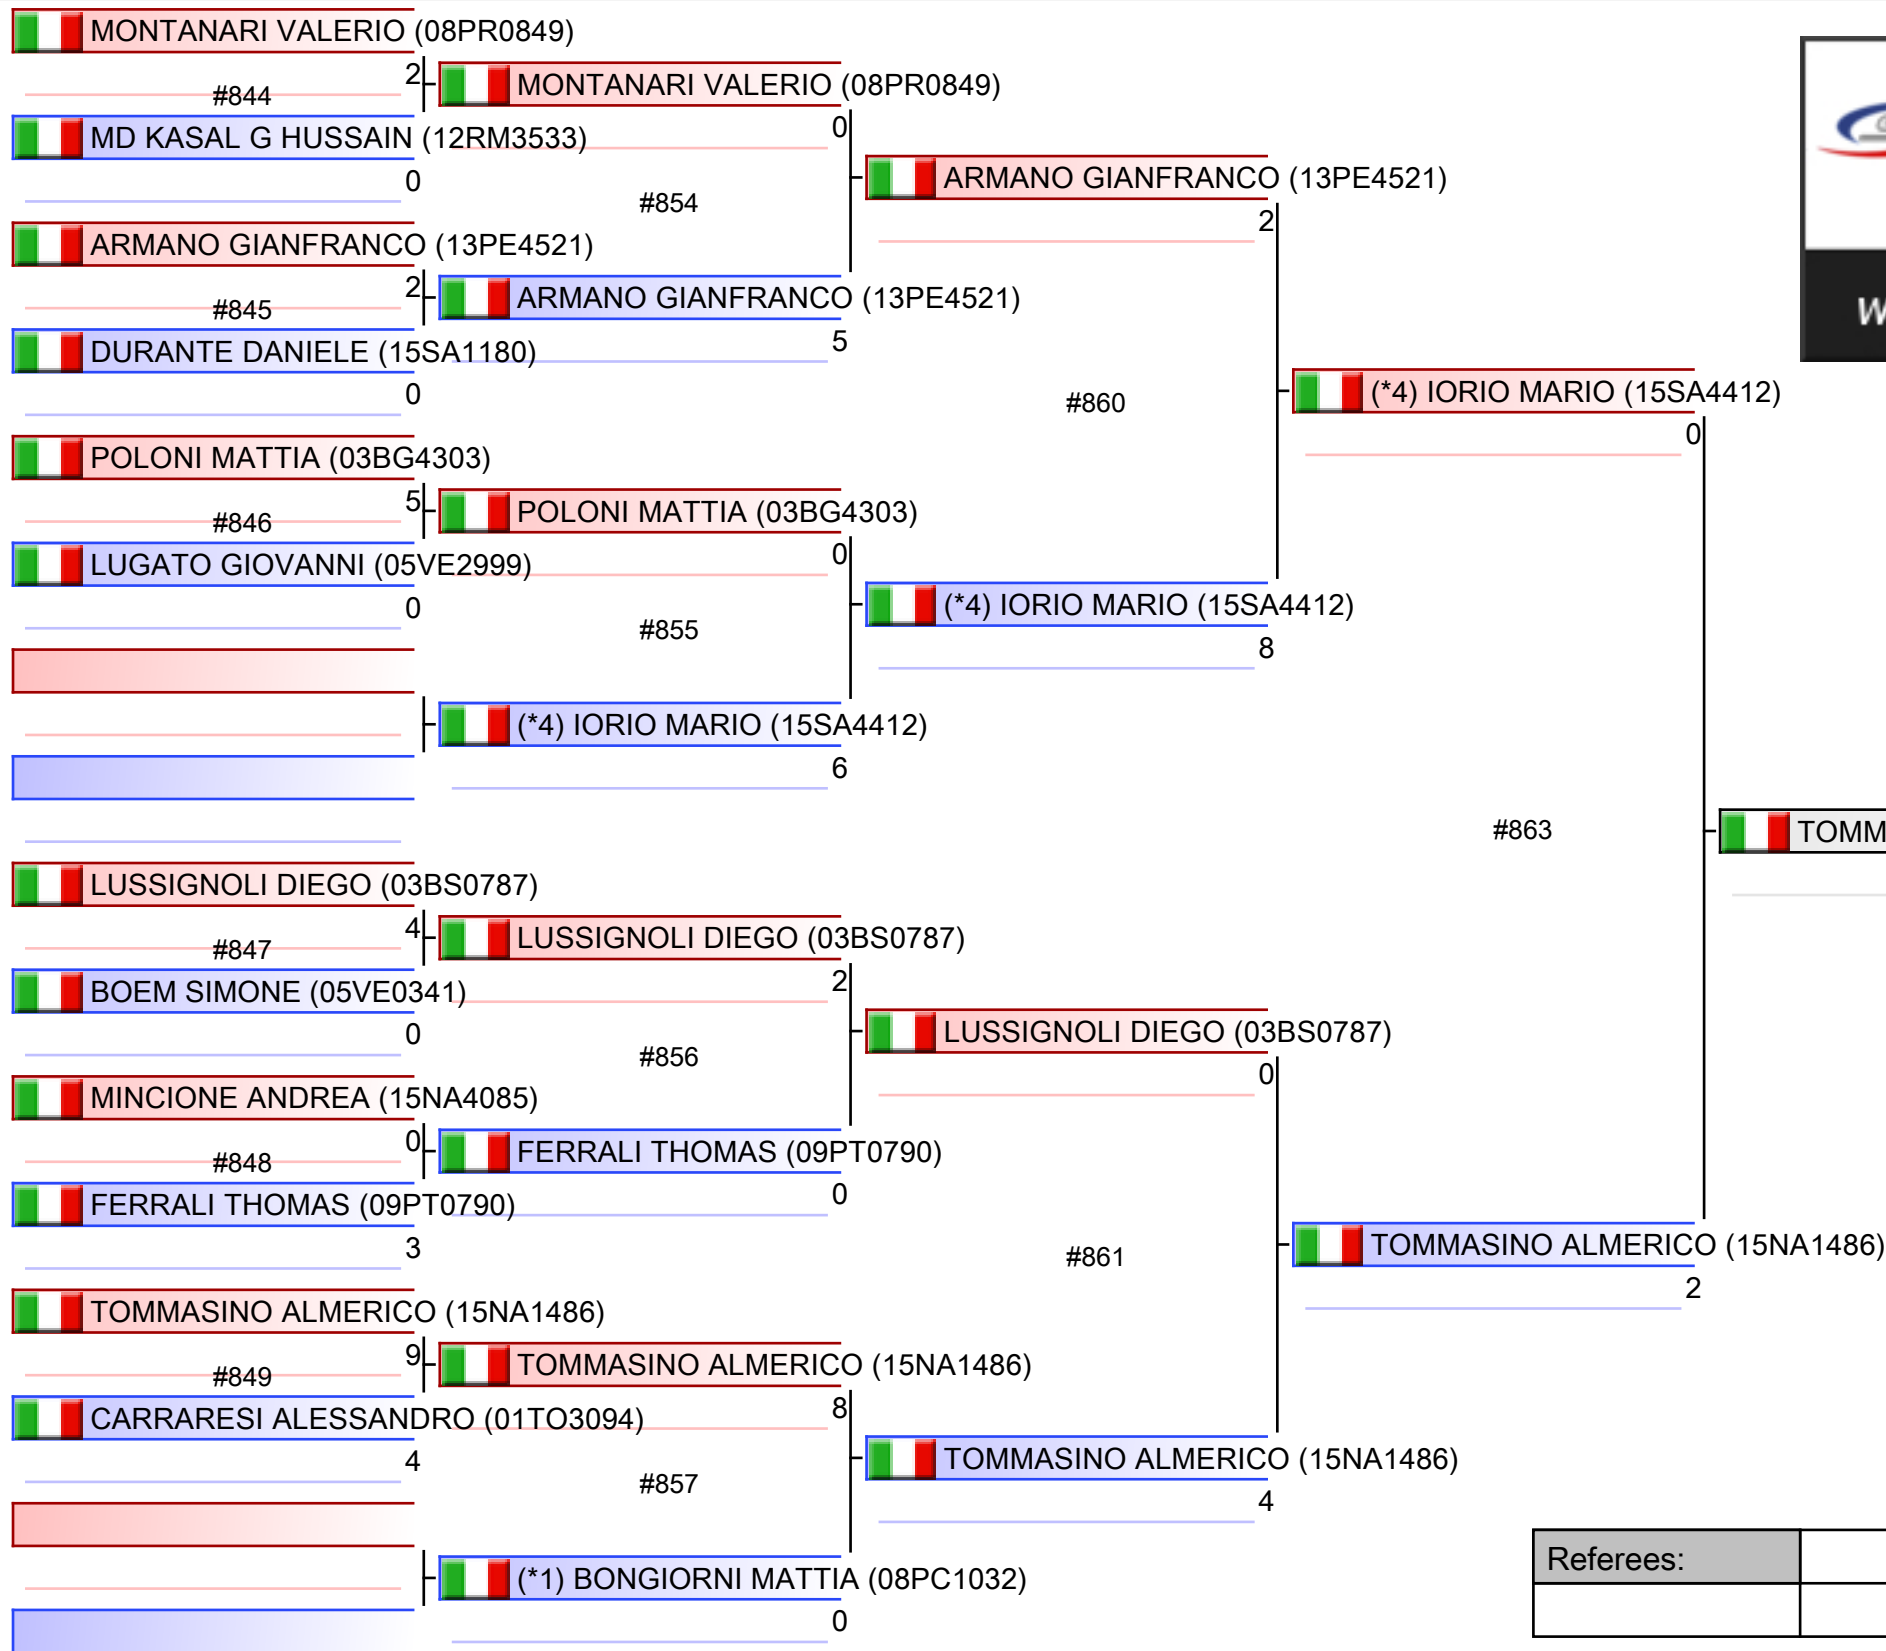 MONTANARI VALERIO (08PR0849)
2
#844
MD KASAL G HUSSAIN (12RM3533)
0
ARMANO GIANFRANCO (13PE4521)
2
#845
DURANTE DANIELE (15SA1180)
0
POLONI MATTIA (03BG4303)
5
#846
LUGATO GIOVANNI (05VE2999)
0
LUSSIGNOLI DIEGO (03BS0787)
4
#847
BOEM SIMONE (05VE0341)
0
MINCIONE ANDREA (15NA4085)
0
#848
FERRALI THOMAS (09PT0790)
3
TOMMASINO ALMERICO (15NA1486)
9
#849
CARRARESI ALESSANDRO (01TO3094)
4
MONTANARI VALERIO (08PR0849)
0
#854
ARMANO GIANFRANCO (13PE4521)
5
POLONI MATTIA (03BG4303)
0
#855
(*4) IORIO MARIO (15SA4412)
6
LUSSIGNOLI DIEGO (03BS0787)
2
#856
FERRALI THOMAS (09PT0790)
0
TOMMASINO ALMERICO (15NA1486)
8
#857
(*1) BONGIORNI MATTIA (08PC1032)
0
ARMANO GIANFRANCO (13PE4521)
2
#860
(*4) IORIO MARIO (15SA4412)
8
LUSSIGNOLI DIEGO (03BS0787)
0
#861
TOMMASINO ALMERICO (15NA1486)
4
(*4) IORIO MARIO (15SA4412)
0
#863
TOMMASINO ALMERICO (15NA1486)
2
TOMM
Referees: